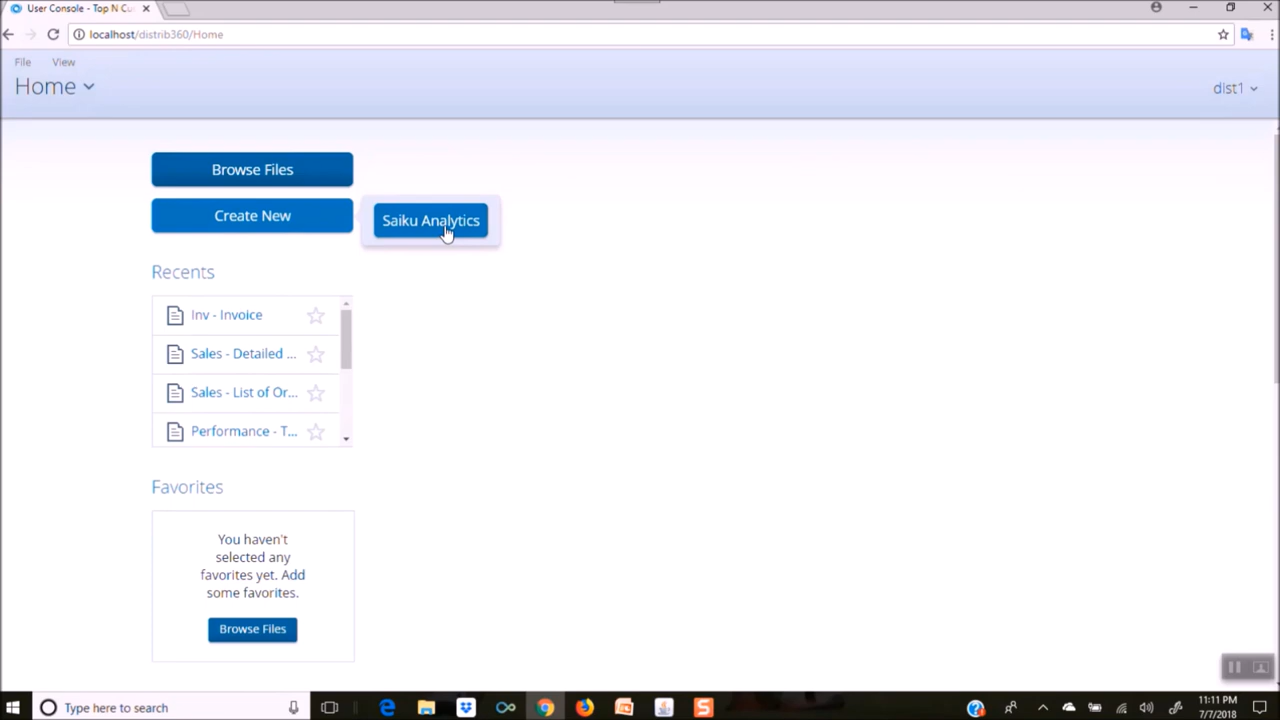 User Console - Top N Cu
localhost/distrib360/Home
File View
Home
dist1
Browse Files
Create New
Saiku Analytics
Recents
Inv - Invoice
Sales - Detailed ...
Sales - List of Or...
Performance - T...
Favorites
You haven't
selected any
favorites yet. Add
some favorites.
Browse Files
Type here to search
11:11 PM
7/7/2018